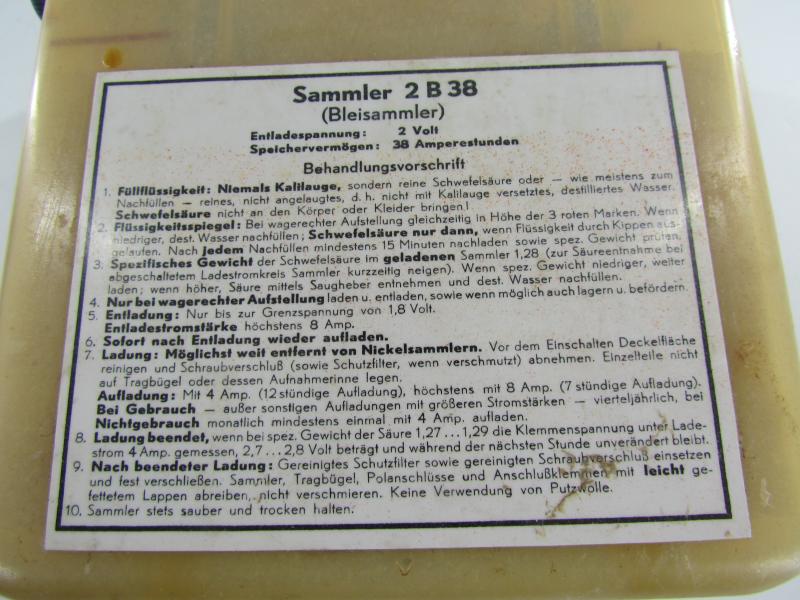 Sammler 2 B 38
(Bleisammler)
Entladespannung: 2 Volt
Speichervermögen: 38 Amperestunden
Behandlungsvorschrift
1. Füllflüssigkeit: Niemals Kalilauge, sondern reine Schwefelsäure oder — wie meistens zum
Nachfüllen — reines, nicht angelaugtes, d. h. nicht mit Kalilauge versetztes, destilliertes Wasser.
Schwefelsäure nicht an den Körper oder Kleider bringen!
2. Flüssigkeitsspiegel: Bei wagerechter Aufstellung gleichzeitig in Höhe der 3 roten Marken. Wenn
niedriger, dest. Wasser nachfüllen; Schwefelsäure nur dann, wenn Flüssigkeit durch Kippen aus-
gelaufen. Nach jedem Nachfüllen mindestens 15 Minuten nachladen sowie spez. Gewicht prüfen.
3. Spezifisches Gewicht der Schwefelsäure im geladenen Sammler 1,28 (zur Säureentnahme bei
abgeschaltetem Ladestromkreis Sammler kurzzeitig neigen). Wenn spez. Gewicht niedriger, weiter
laden; wenn höher, Säure mittels Saugheber entnehmen und dest. Wasser nachfüllen.
4. Nur bei wagerechter Aufstellung laden u. entladen, sowie wenn möglich auch lagern u. befördern.
5. Entladung: Nur bis zur Grenzspannung von 1,8 Volt.
Entladestromstärke höchstens 8 Amp.
6. Sofort nach Entladung wieder aufladen.
7. Ladung: Möglichst weit entfernt von Nickelsammlern. Vor dem Einschalten Deckelfläche
reinigen und Schraubverschluß (sowie Schutzfilter, wenn verschmutzt) abnehmen. Einzelteile nicht
auf Tragbügel oder dessen Aufnahmerinne legen.
Aufladung: Mit 4 Amp. (12 stündige Aufladung), höchstens mit 8 Amp. (7 stündige Aufladung).
Bei Gebrauch — außer sonstigen Aufladungen mit größeren Stromstärken — vierteljährlich, bei
Nichtgebrauch monatlich mindestens einmal mit 4 Amp. aufladen.
8. Ladung beendet, wenn bei spez. Gewicht der Säure 1,27 ... 1,29 die Klemmenspannung unter Lade-
strom 4 Amp. gemessen, 2,7 ... 2,8 Volt beträgt und während der nächsten Stunde unverändert bleibt.
9. Nach beendeter Ladung: Gereinigtes Schutzfilter sowie gereinigten Schraubverschluß einsetzen
und fest verschließen. Sammler, Tragbügel, Polanschlüsse und Anschlußklemmen mit leicht ge-
fettetem Lappen abreiben, nicht verschmieren. Keine Verwendung von Putzwolle.
10. Sammler stets sauber und trocken halten.